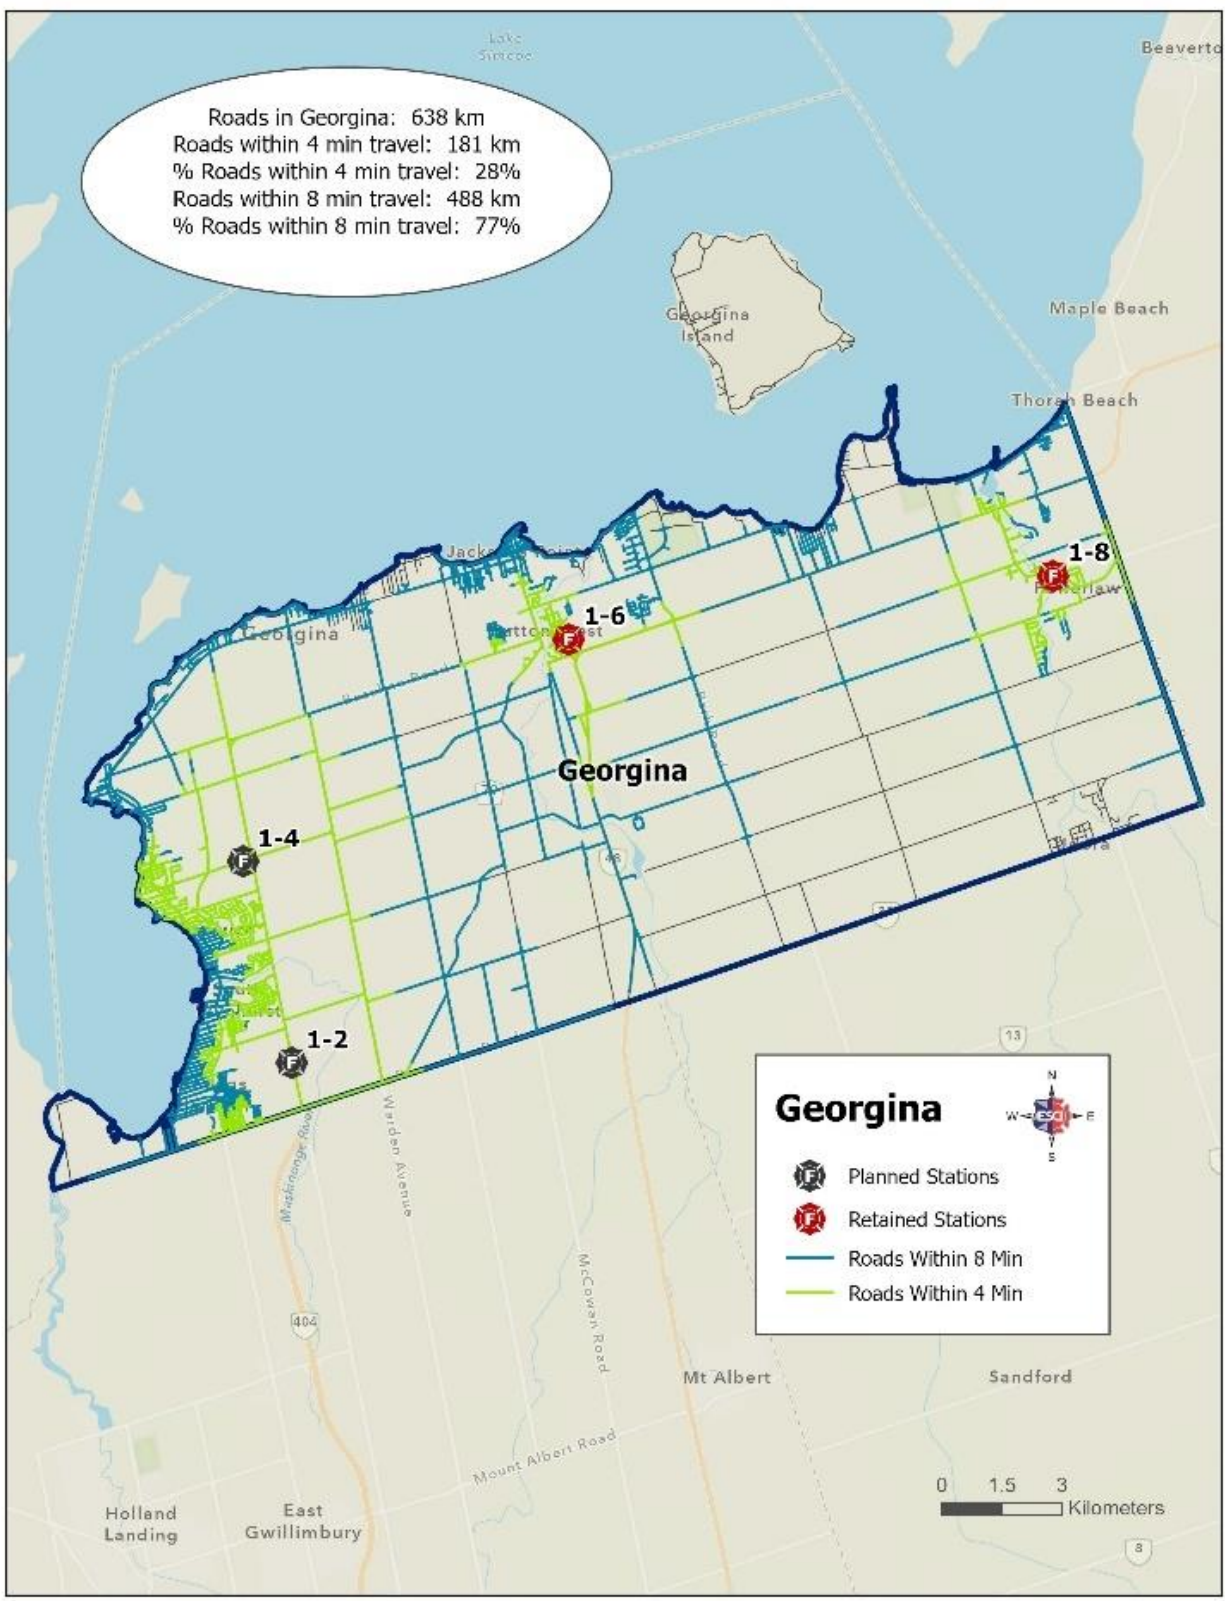 Lake
Simcoe
Beaverto
Roads in Georgina: 638 km
Roads within 4 min travel: 181 km
% Roads within 4 min travel: 28%
Roads within 8 min travel: 488 km
% Roads within 8 min travel: 77%
Georgina
Island
Maple Beach
Thorah Beach
1-8
1-6
Georgina
Georgina
48
1-4
1-2
13
Georgina
N
W
ESCI
E
S
F
Planned Stations
F
Retained Stations
Roads Within 8 Min
Roads Within 4 Min
Maskinonge River
Warden Avenue
McCowan Road
404
Mt Albert
Sandford
Mount Albert Road
0 1.5 3
Kilometers
Holland
Landing
East
Gwillimbury
8